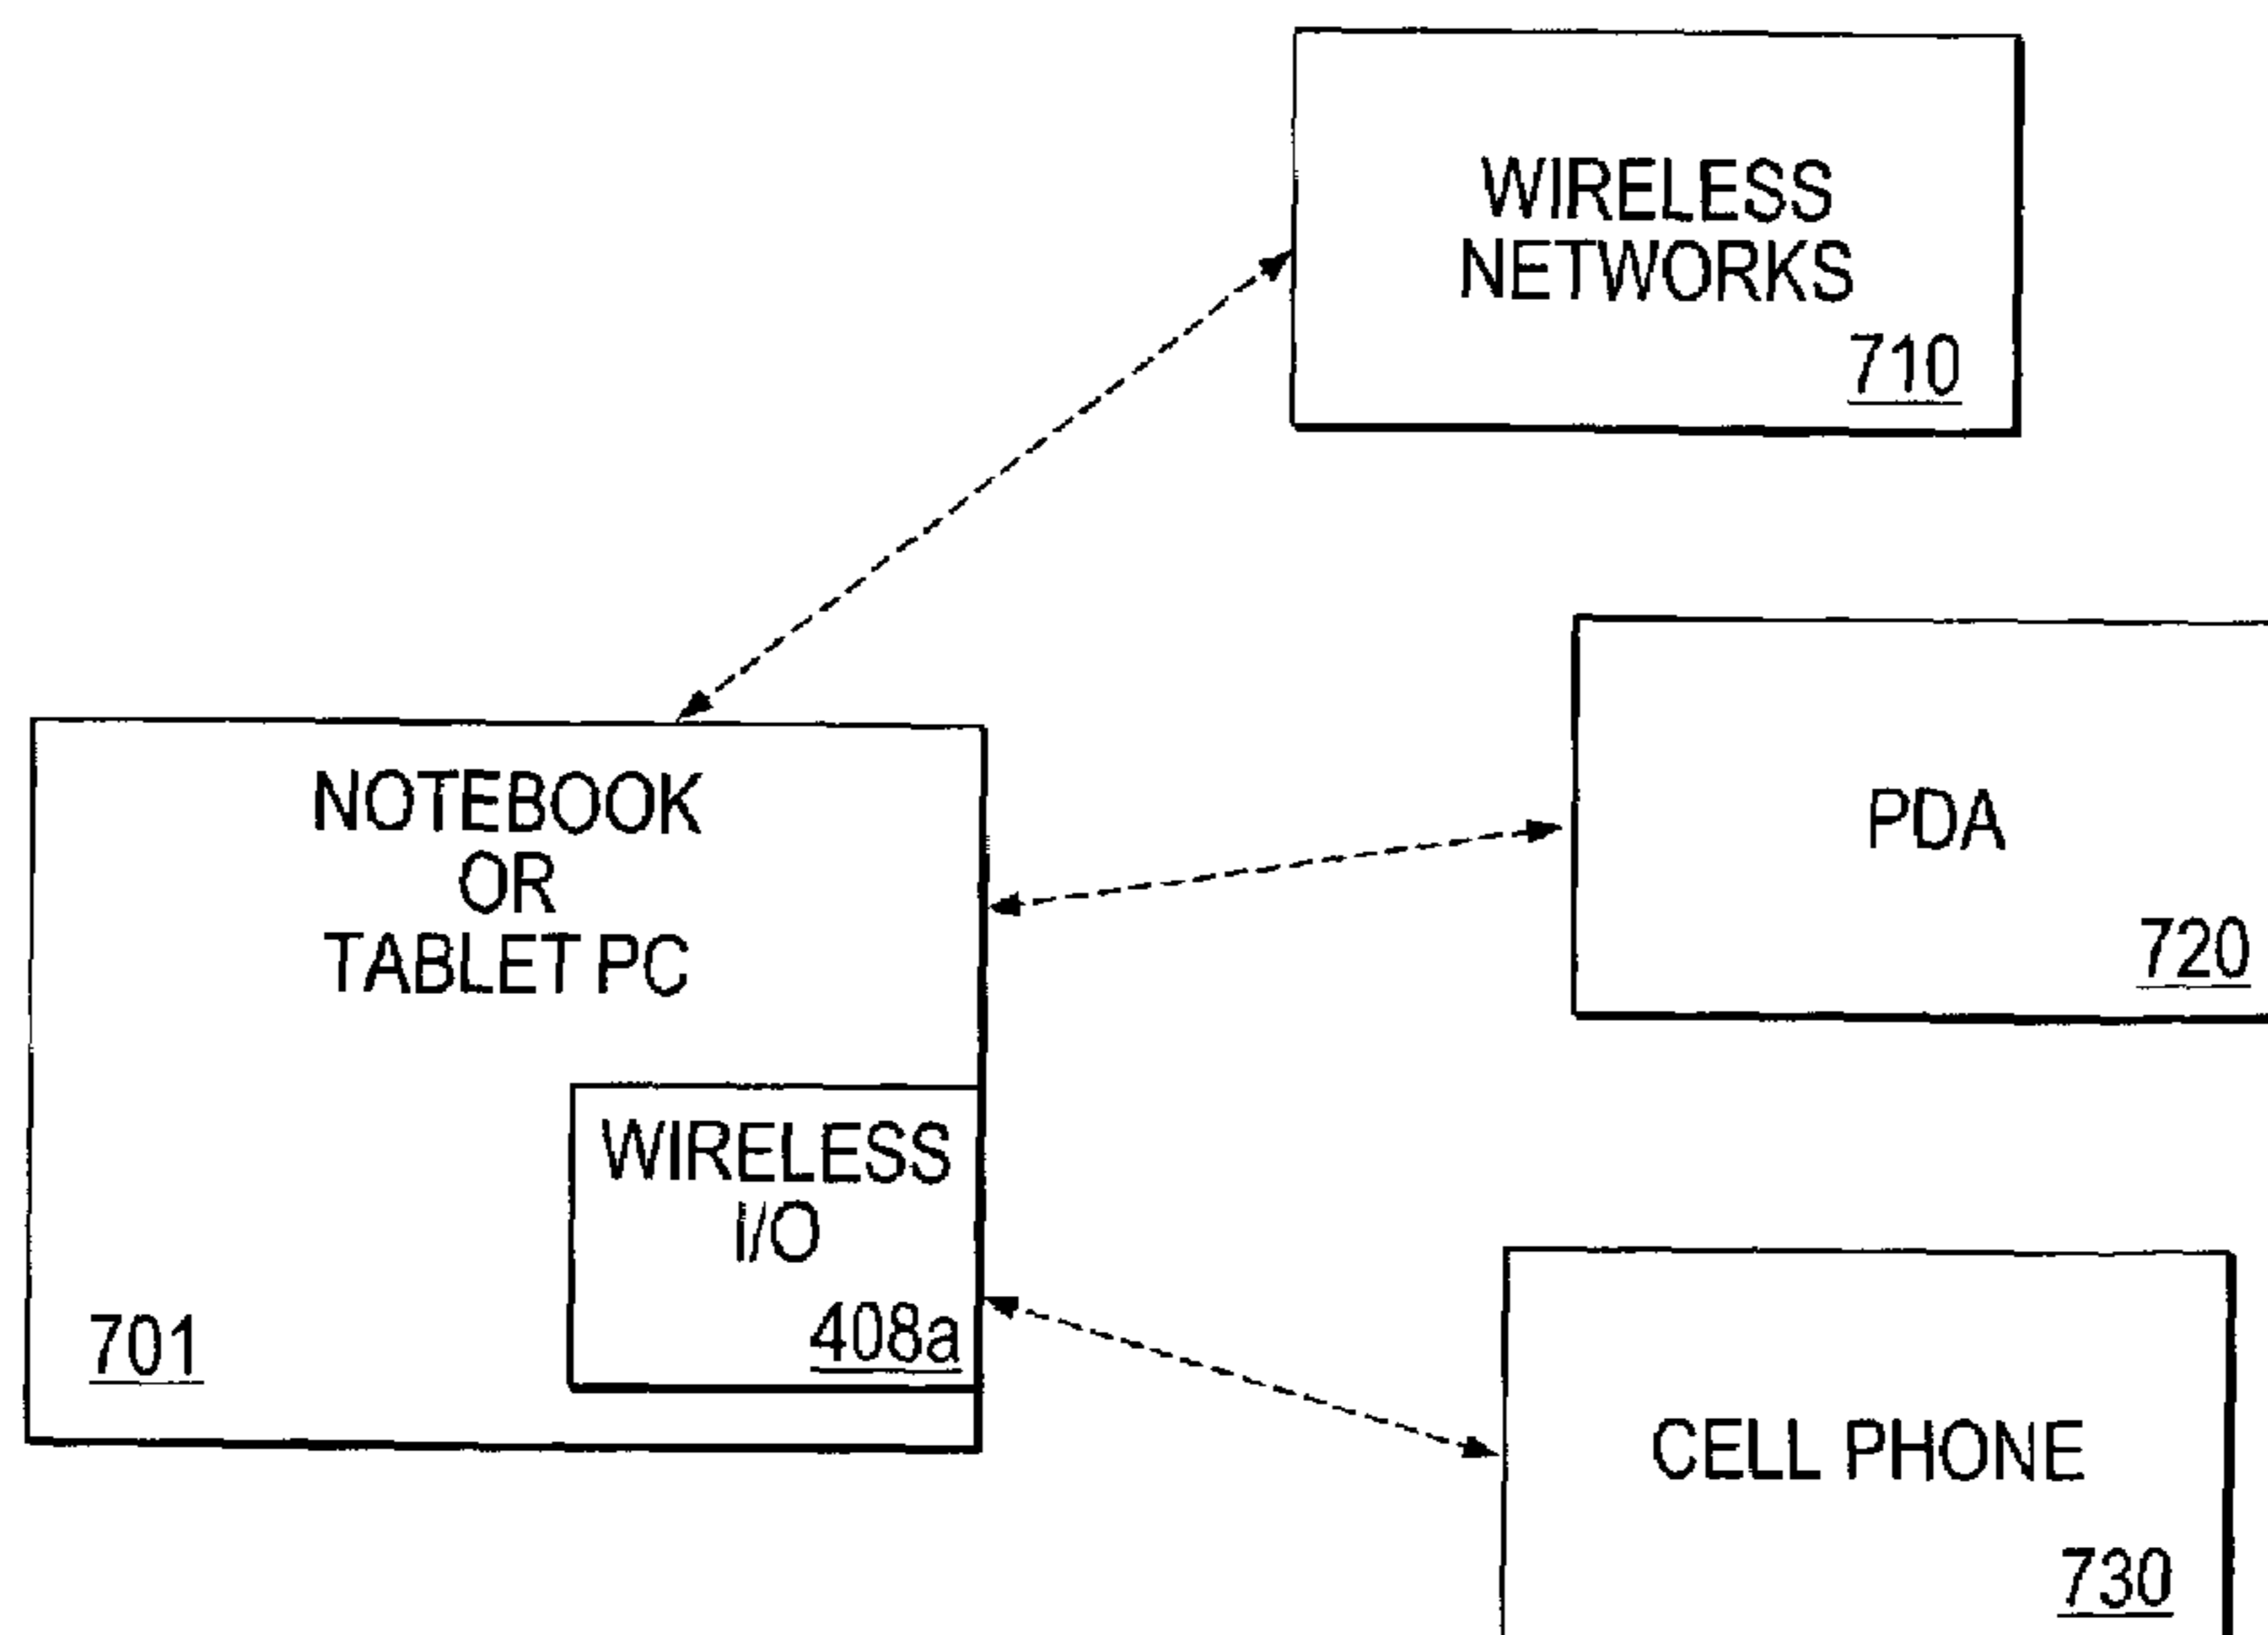 WIRELESS
NETWORKS
710
NOTEBOOK
OR
TABLET PC
701
WIRELESS
I/O
408a
PDA
720
CELL PHONE
730